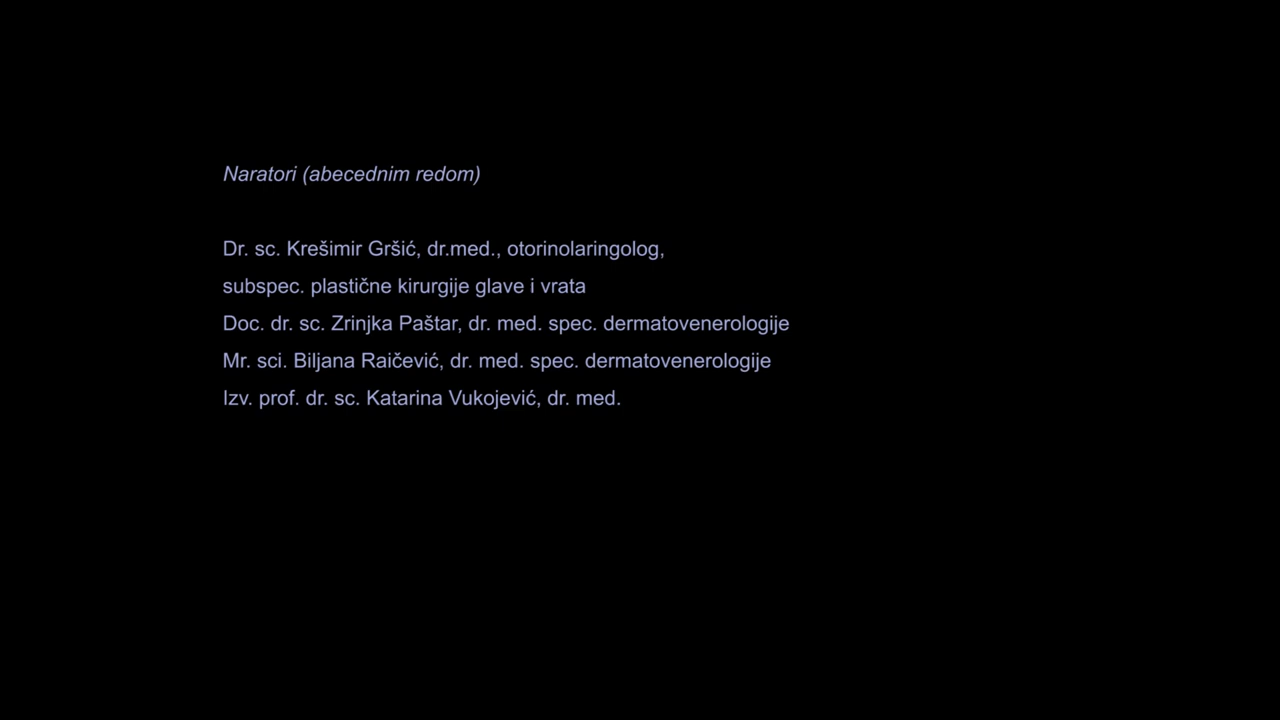 Naratori (abecednim redom)
Dr. sc. Krešimir Gršić, dr.med., otorinolaringolog,
subspec. plastične kirurgije glave i vrata
Doc. dr. sc. Zrinjka Paštar, dr. med. spec. dermatovenerologije
Mr. sci. Biljana Raičević, dr. med. spec. dermatovenerologije
Izv. prof. dr. sc. Katarina Vukojević, dr. med.